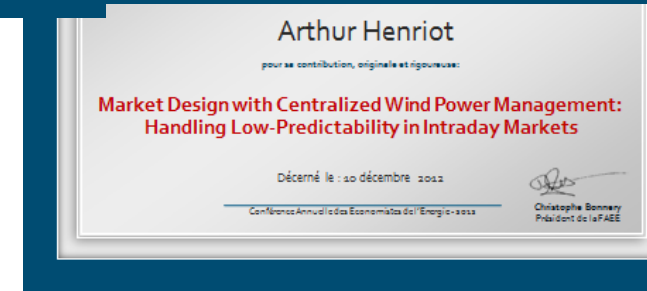 Arthur Henriot
pour sa contribution, originale et rigoureuse:
Market Design with Centralized Wind Power Management:
Handling Low-Predictability in Intraday Markets
Décerné le : 10 décembre 2012
Conférence Annuelle des Economistes de l'Energie - 2012
Christophe Bonnery
Président de la FAEE